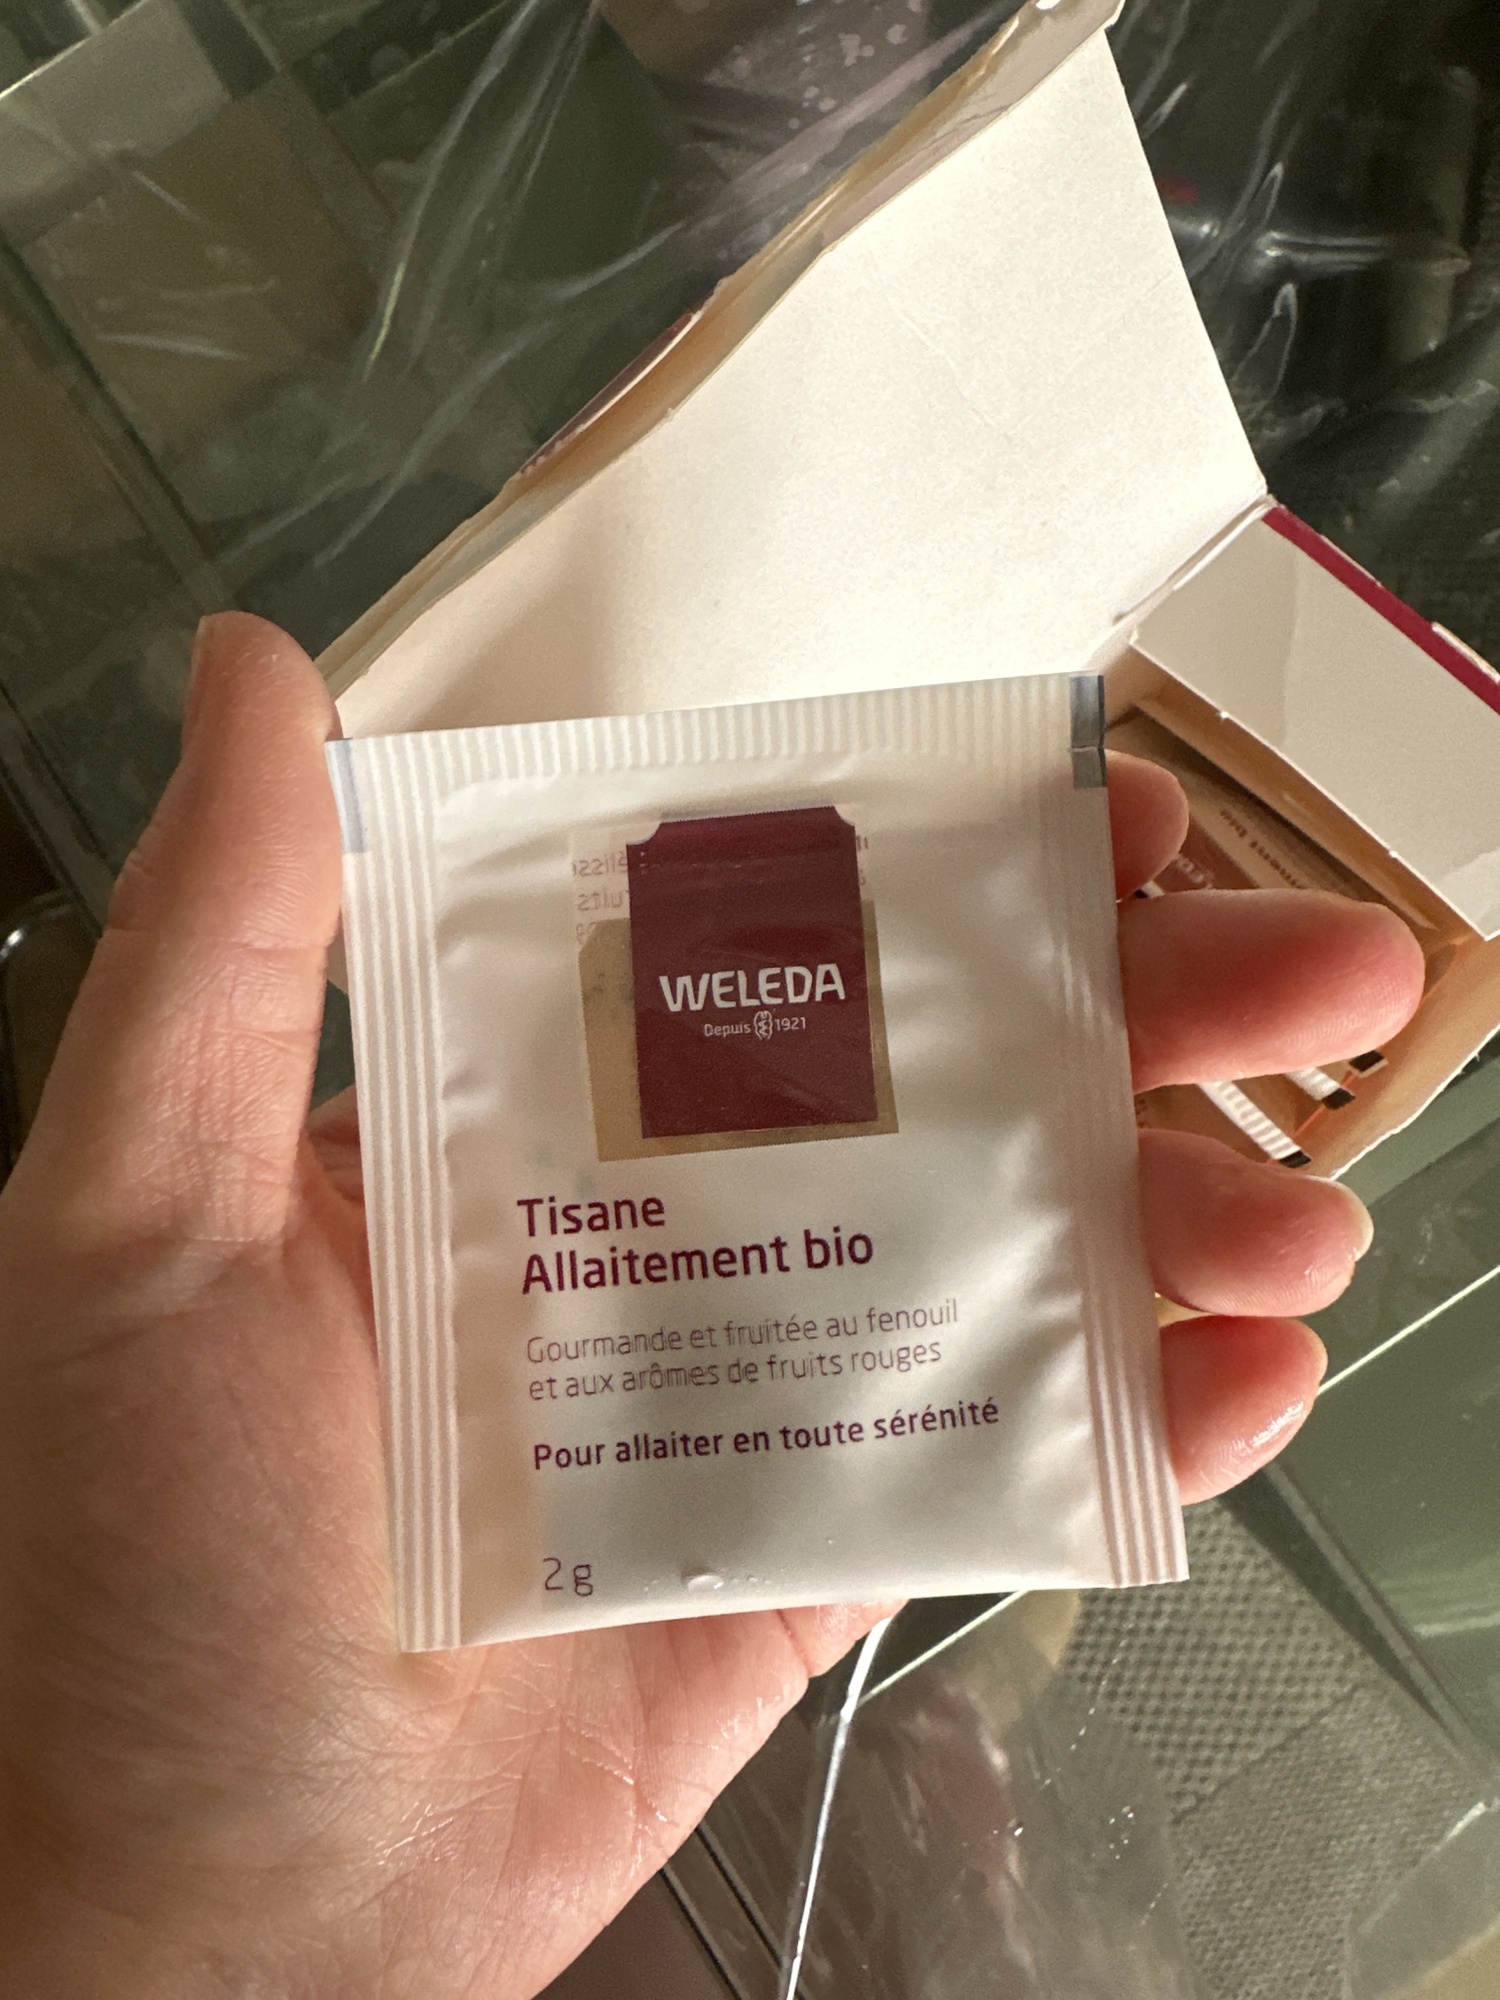 WELEDA
Depuis 1921
Tisane
Allaitement bio
Gourmande et fruitée au fenouil
et aux arômes de fruits rouges
Pour allaiter en toute sérénité
2 g